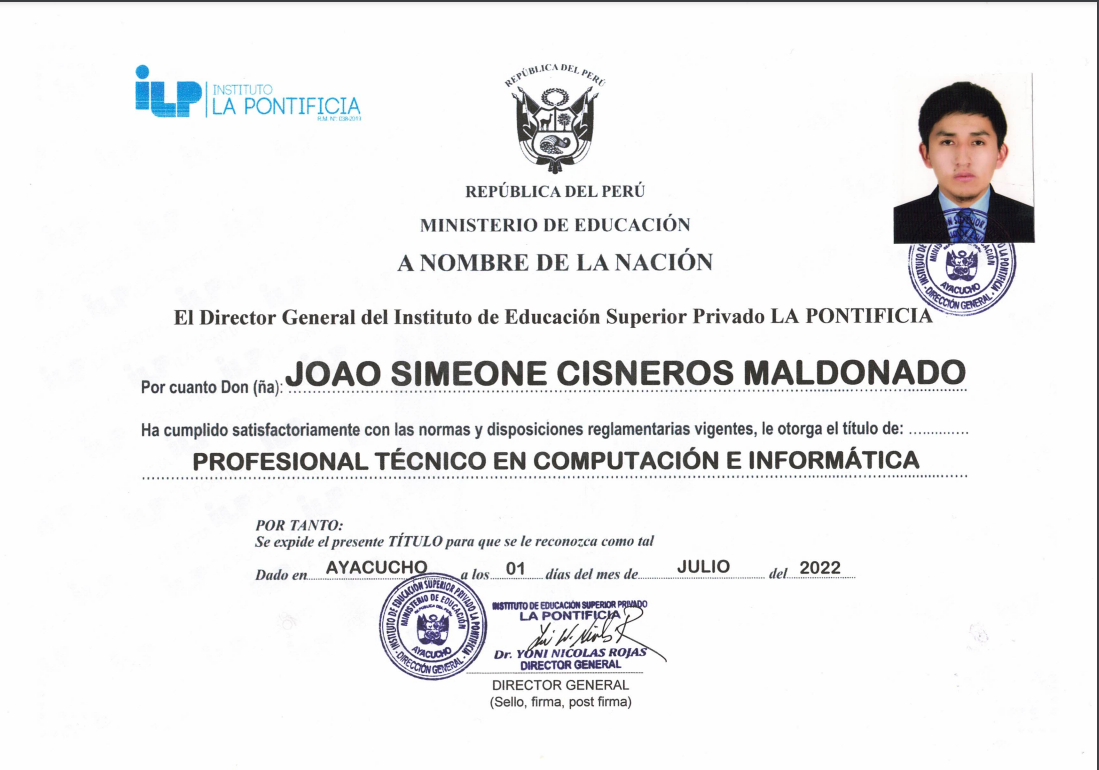 iLP INSTITUTO
LA PONTIFICIA
REPÚBLICA DEL PERÚ
REPÚBLICA DEL PERÚ
MINISTERIO DE EDUCACIÓN
A NOMBRE DE LA NACIÓN
El Director General del Instituto de Educación Superior Privado LA PONTIFICIA
Por cuanto Don (ña): JOAO SIMEONE CISNEROS MALDONADO
Ha cumplido satisfactoriamente con las normas y disposiciones reglamentarias vigentes, le otorga el título de: .............
PROFESIONAL TÉCNICO EN COMPUTACIÓN E INFORMÁTICA
POR TANTO:
Se expide el presente TÍTULO para que se le reconozca como tal
Dado en AYACUCHO a los 01 días del mes de JULIO del 2022
INSTITUTO DE EDUCACIÓN SUPERIOR PRIVADO LA PONTIFICIA
MINISTERIO DE EDUCACIÓN
REPÚBLICA DEL PERÚ
AYACUCHO
- DIRECCIÓN GENERAL -
INSTITUTO DE EDUCACIÓN SUPERIOR PRIVADO
LA PONTIFICIA
Dr. YONI NICOLAS ROJAS
DIRECTOR GENERAL
DIRECTOR GENERAL
(Sello, firma, post firma)